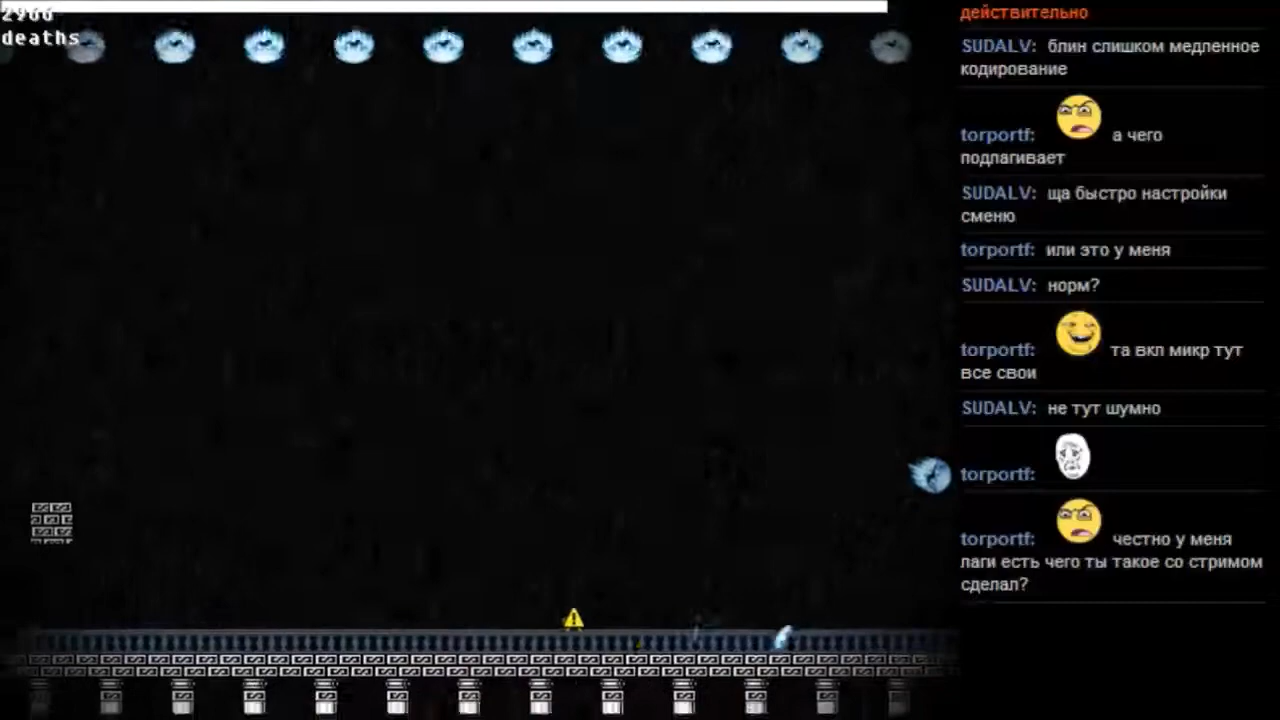 2966
deaths
действительно
SUDALV: блин слишком медленное
кодирование
torportf: а чего
подлагивает
SUDALV: ща быстро настройки
сменю
torportf: или это у меня
SUDALV: норм?
torportf: та вкл микр тут
все свои
SUDALV: не тут шумно
torportf:
torportf: честно у меня
лаги есть чего ты такое со стримом
сделал?